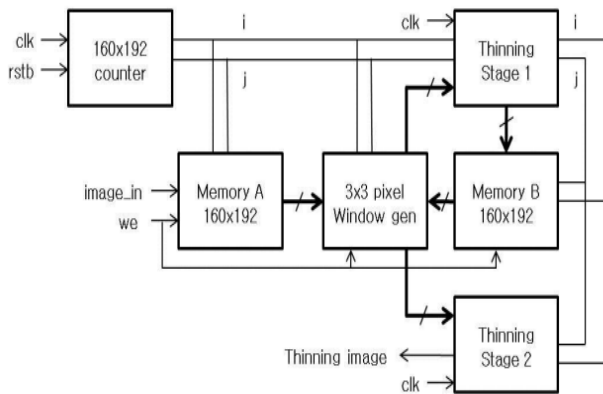 clk
rstb
160x192
counter
i
j
clk
Thinning
Stage 1
i
j
image_in
we
Memory A
160x192
3x3 pixel
Window gen
Memory B
160x192
Thinning image
clk
Thinning
Stage 2